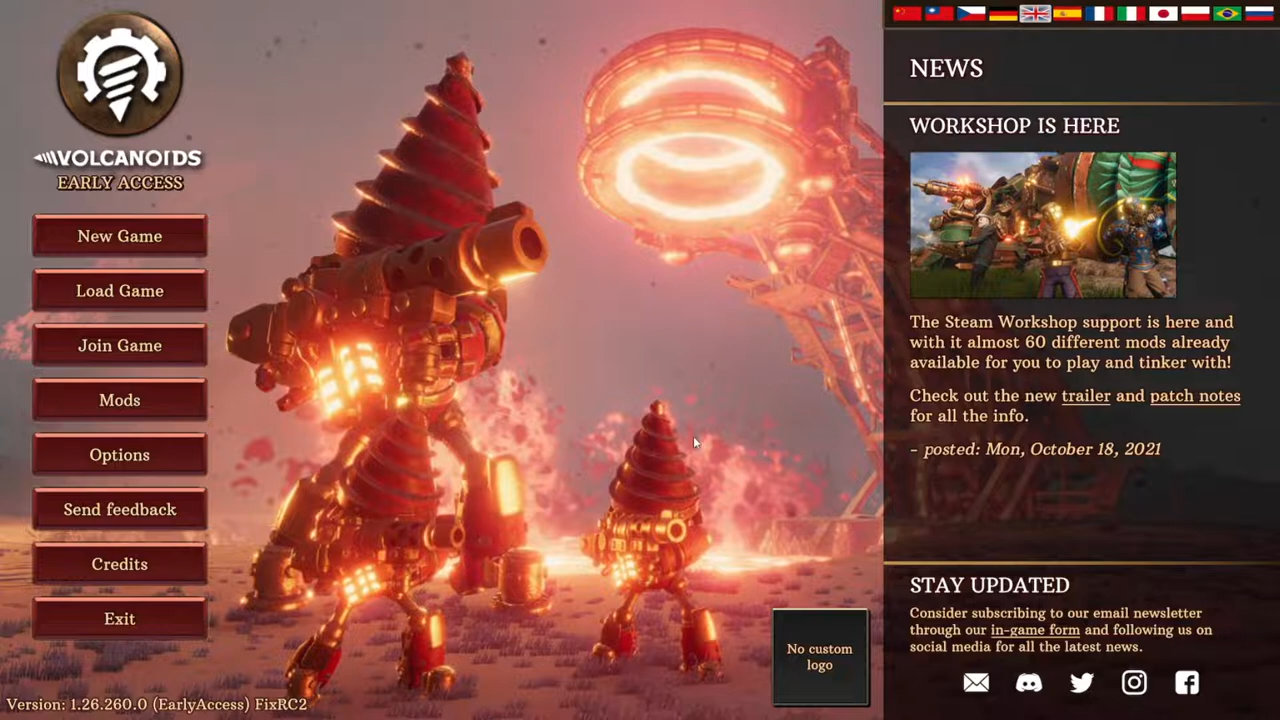 VOLCANOIDS
EARLY ACCESS
New Game
Load Game
Join Game
Mods
Options
Send feedback
Credits
Exit
Version: 1.26.260.0 (EarlyAccess) FixRC2
No custom
logo
NEWS
WORKSHOP IS HERE
The Steam Workshop support is here and
with it almost 60 different mods already
available for you to play and tinker with!
Check out the new trailer and patch notes
for all the info.
- posted: Mon, October 18, 2021
STAY UPDATED
Consider subscribing to our email newsletter
through our in-game form and following us on
social media for all the latest news.